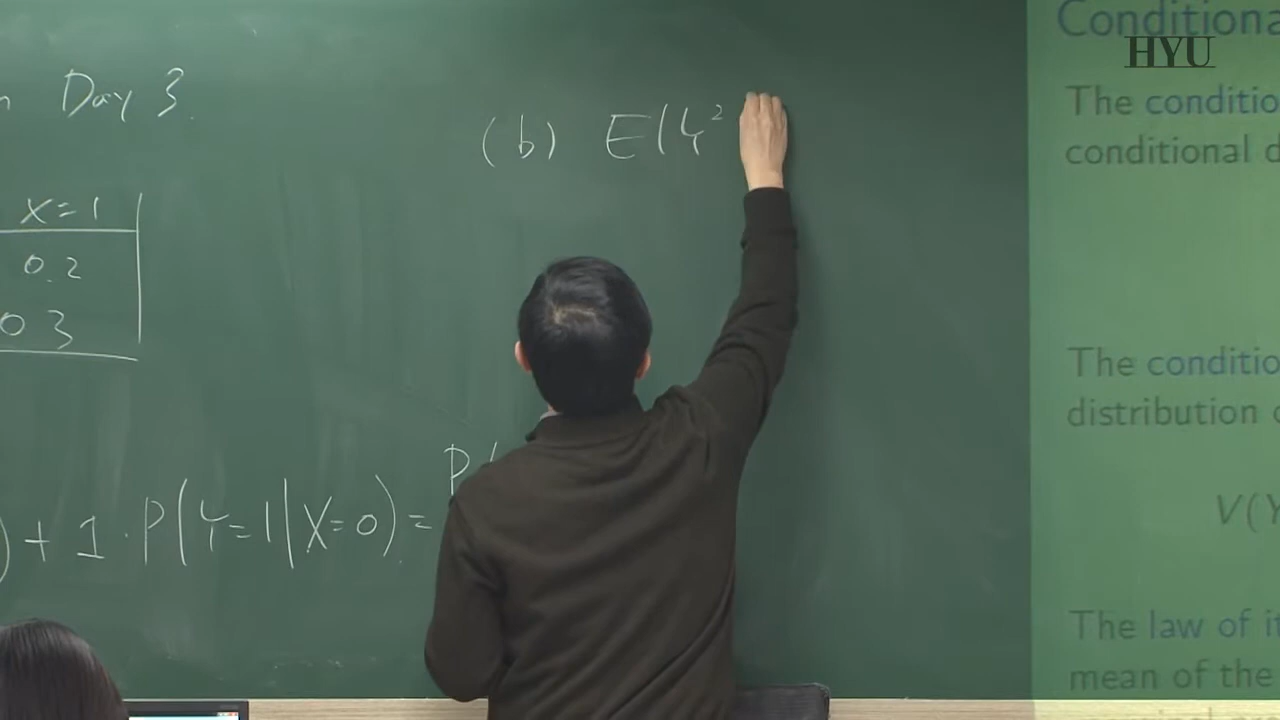 n Day 3.
(b) E(Y²
X=1
0.2
0 3
P(
) + 1·P(Y=1|X=0)=
Conditiona
HYU
The conditio
conditional d
The conditio
distribution o
V(Y
The law of it
mean of the